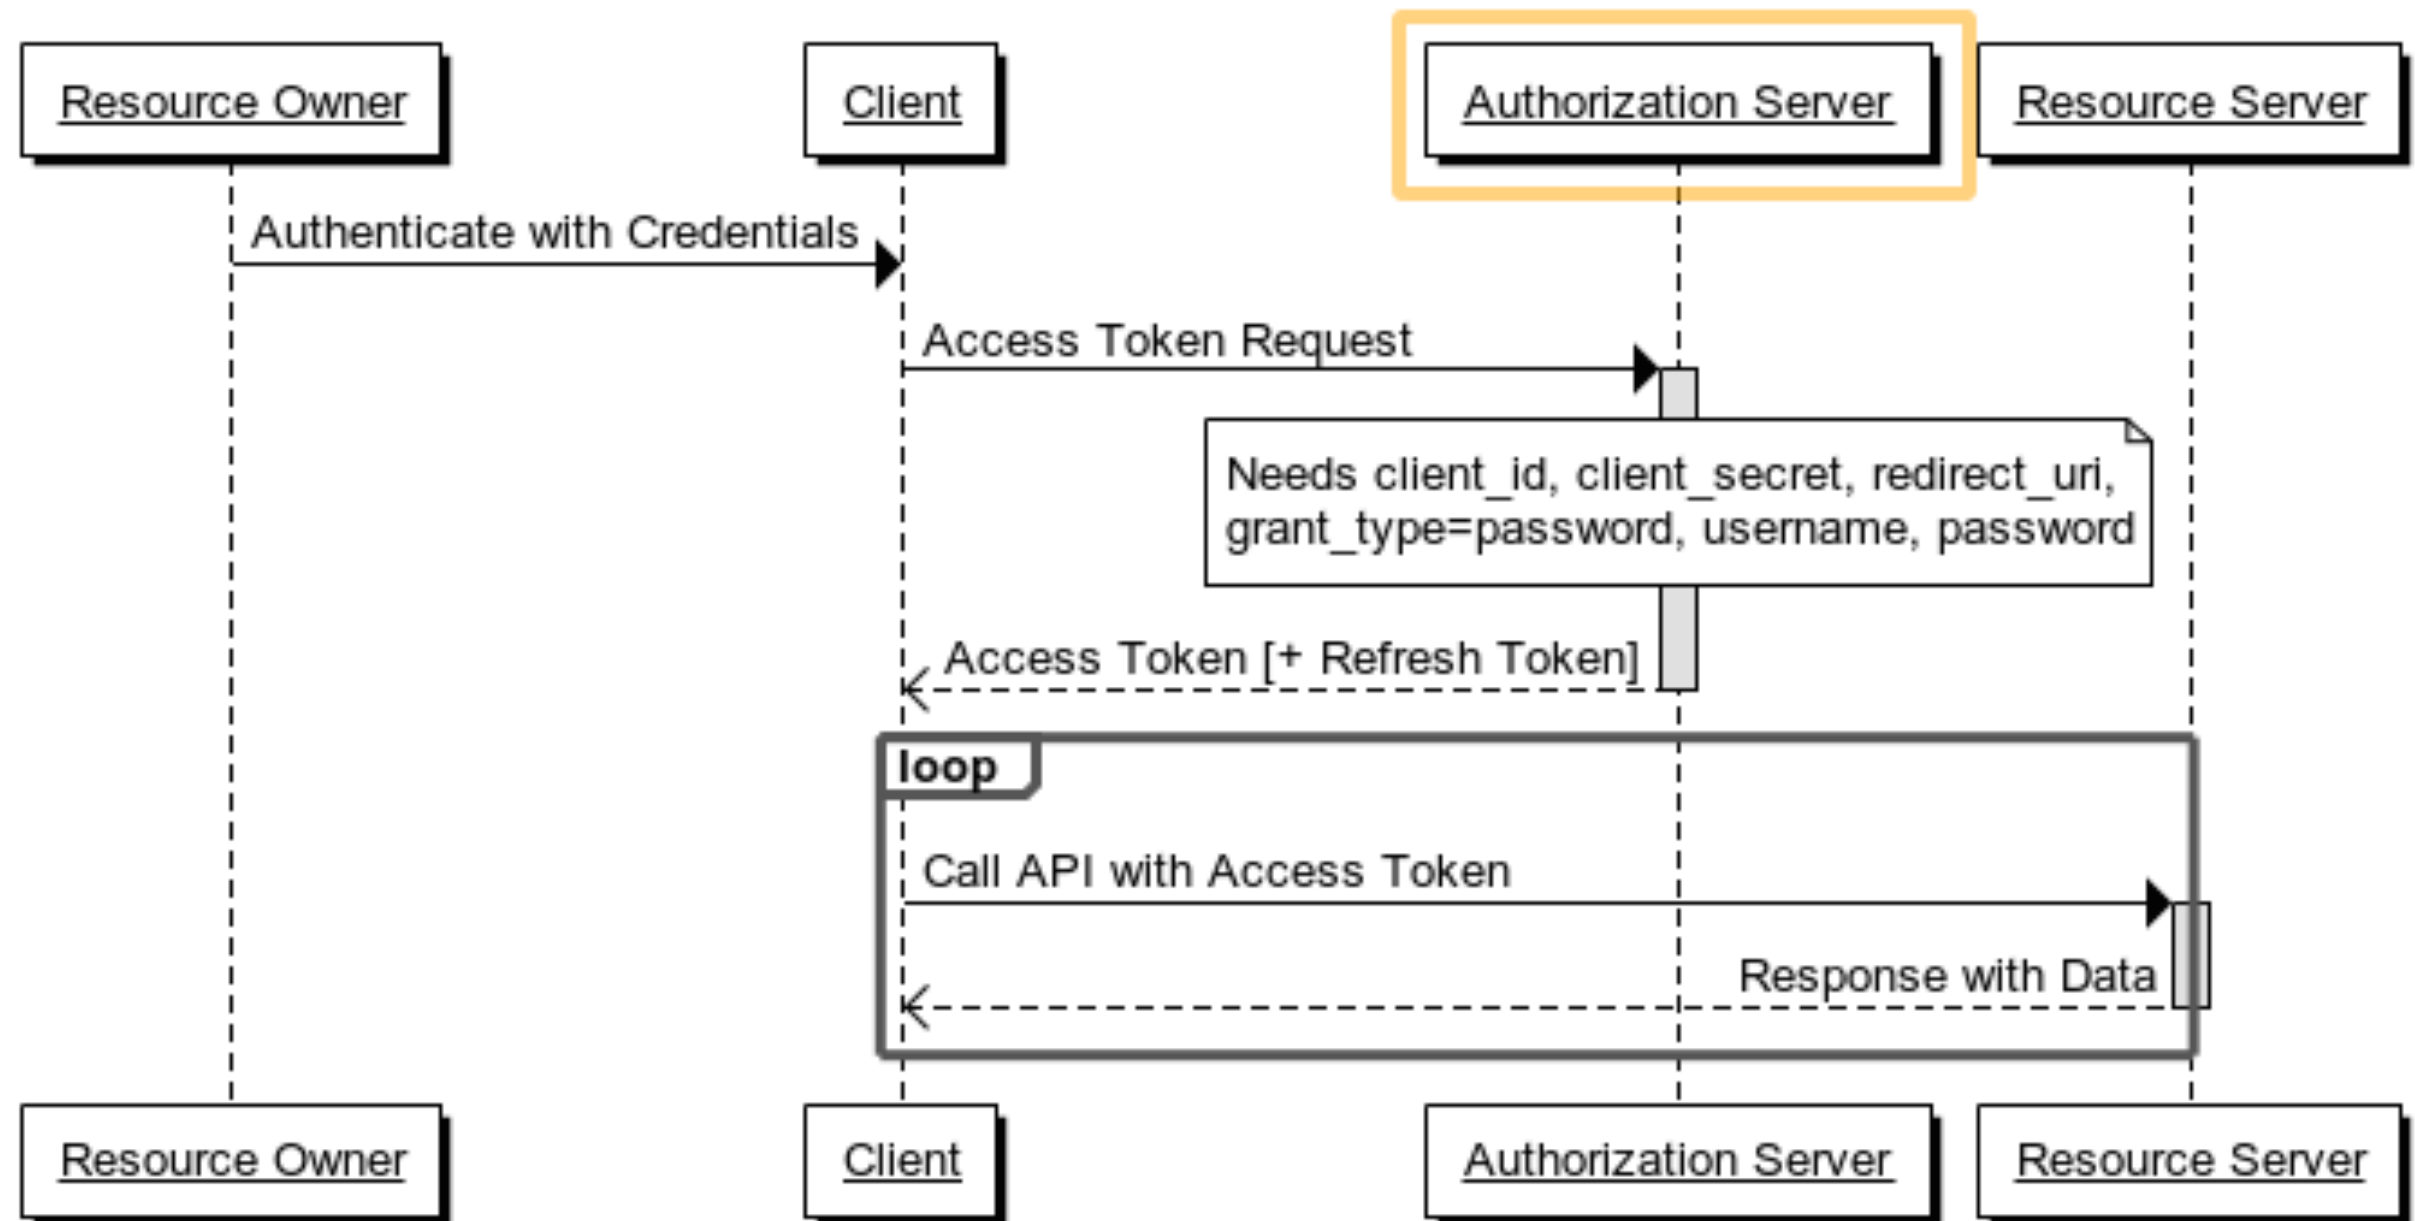 Resource Owner
Client
Authorization Server
Resource Server
Authenticate with Credentials
Access Token Request
Needs client_id, client_secret, redirect_uri,
grant_type=password, username, password
Access Token [+ Refresh Token]
loop
Call API with Access Token
Response with Data
Resource Owner
Client
Authorization Server
Resource Server